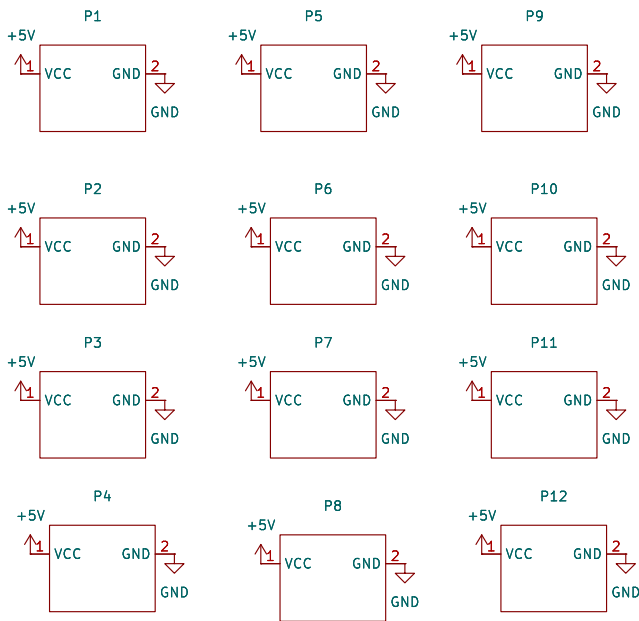 P1 P5 P9
+5V +5V +5V
1 VCC GND 2 1 VCC GND 2 1 VCC GND 2
GND GND GND
P2 P6 P10
+5V +5V +5V
1 VCC GND 2 1 VCC GND 2 1 VCC GND 2
GND GND GND
P3 P7 P11
+5V +5V +5V
1 VCC GND 2 1 VCC GND 2 1 VCC GND 2
GND GND GND
P4 P8 P12
+5V +5V +5V
1 VCC GND 2 1 VCC GND 2 1 VCC GND 2
GND GND GND